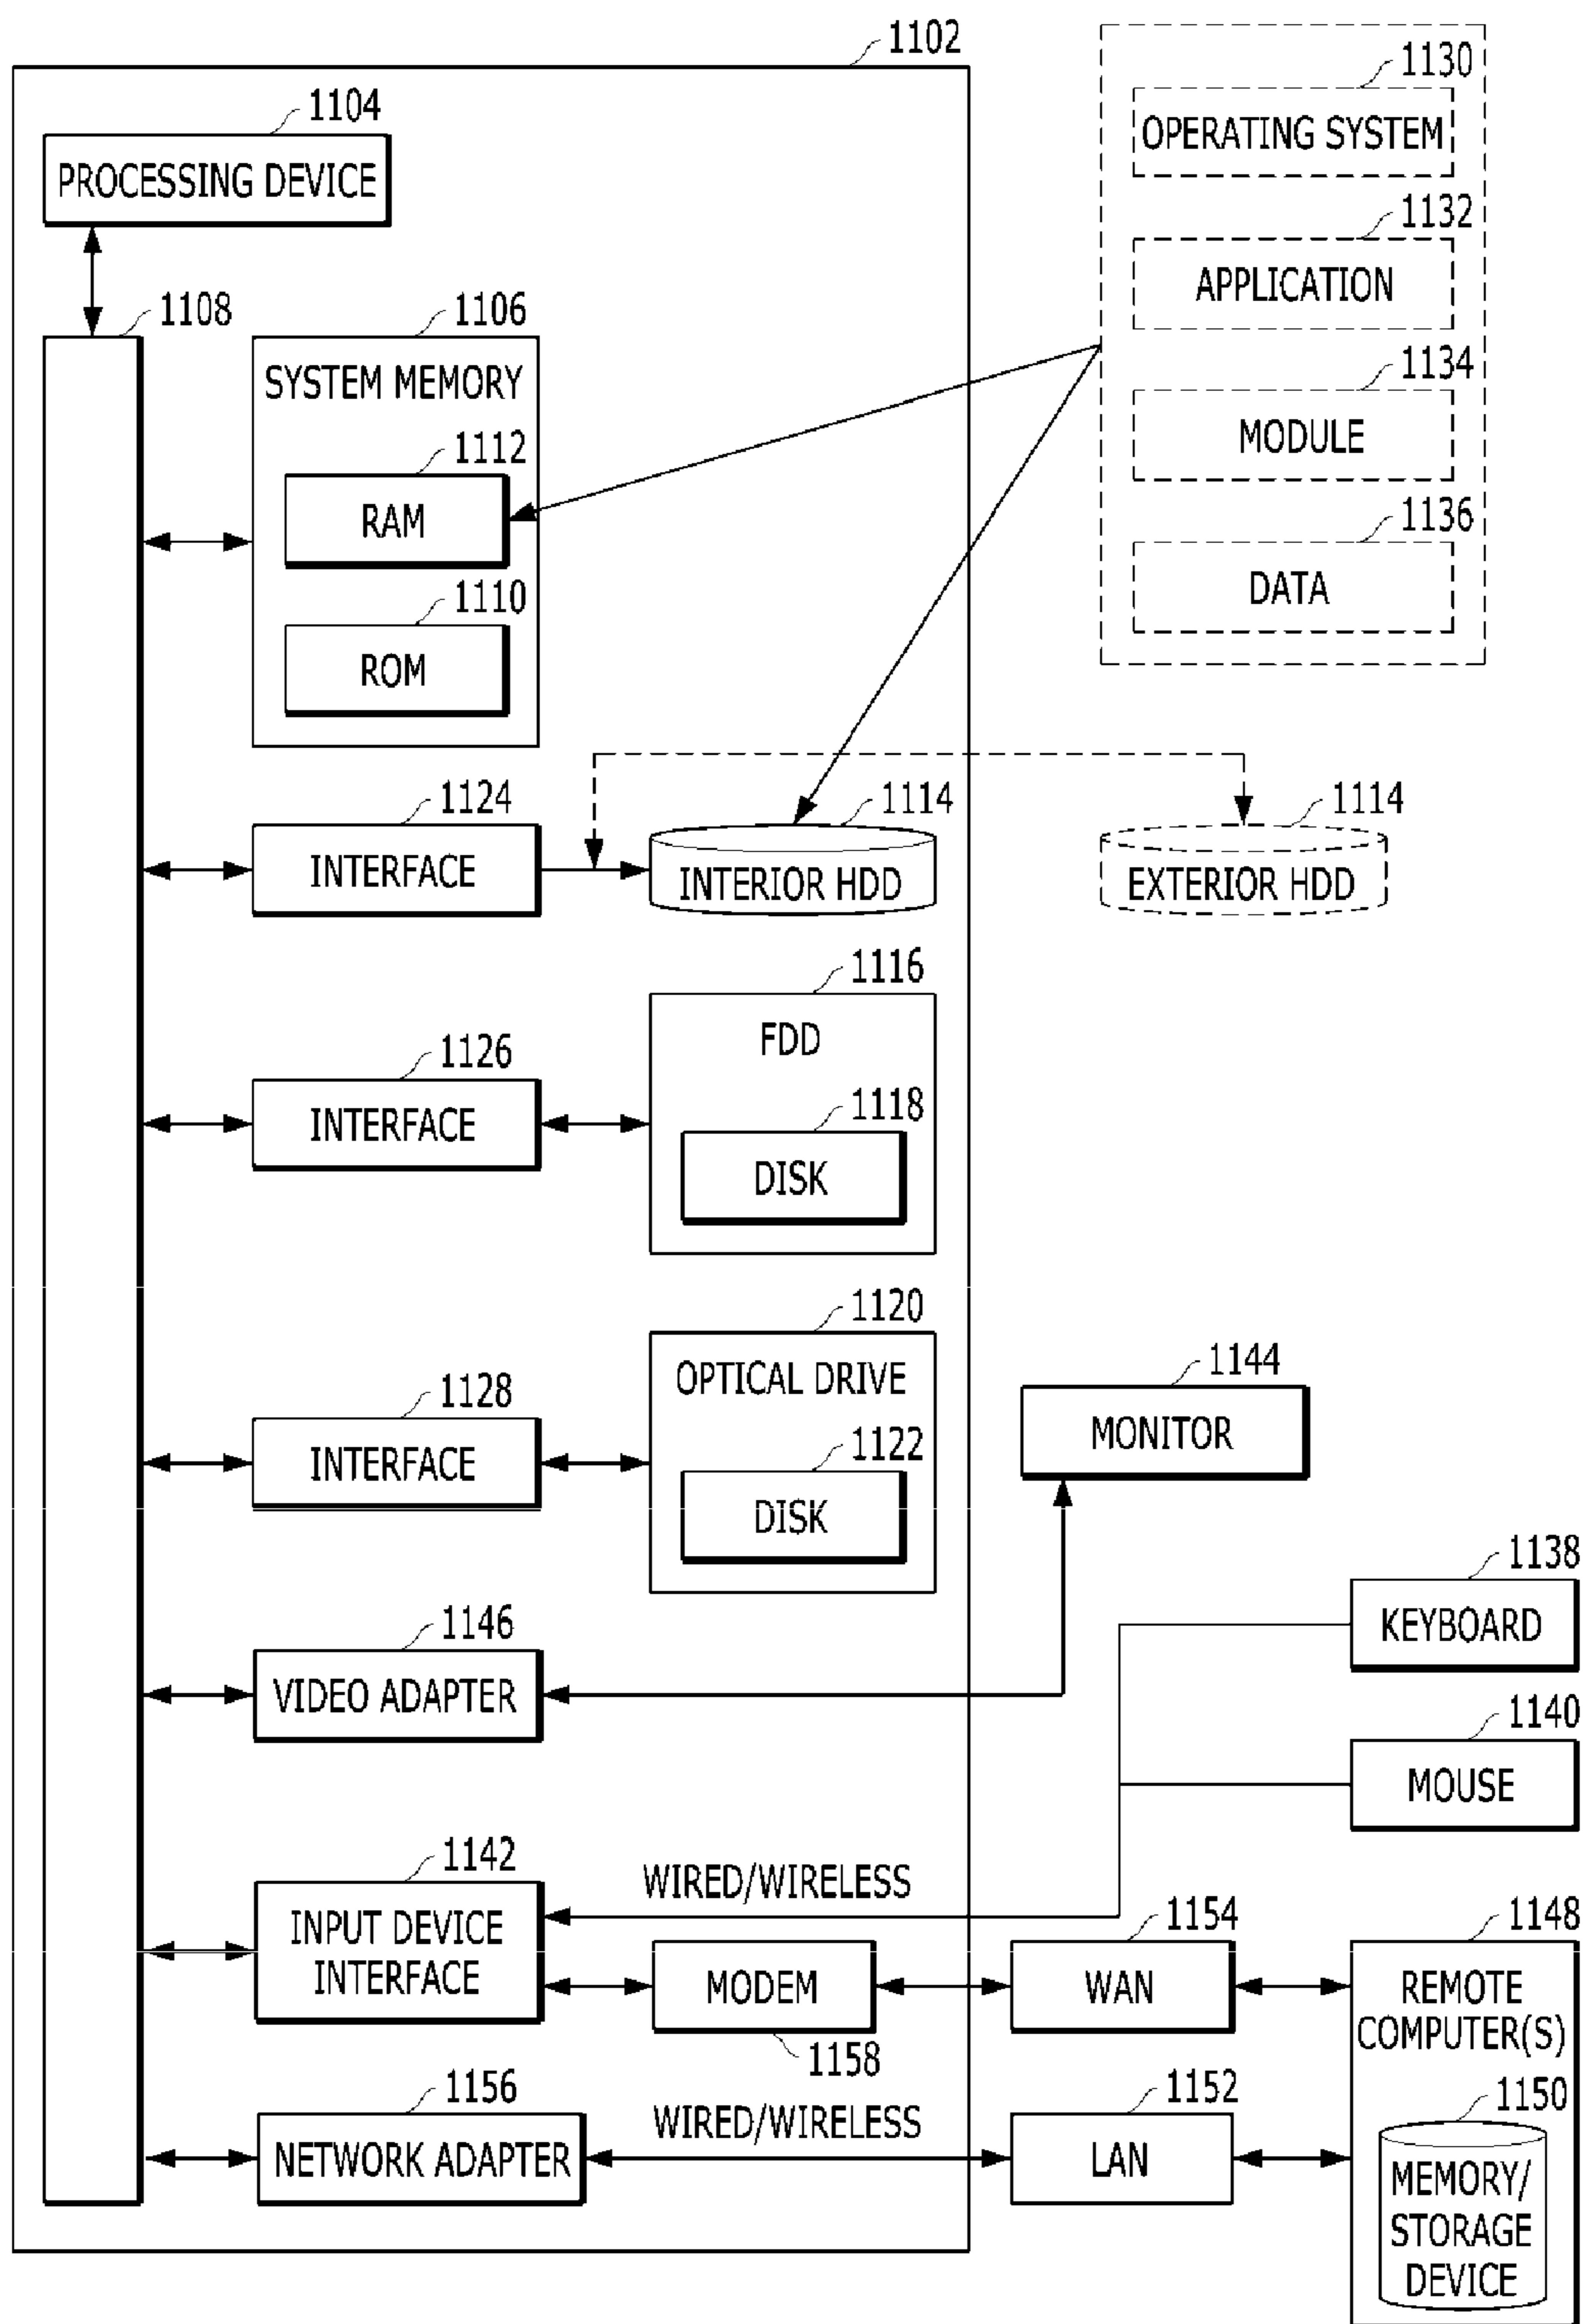 1102
1104
PROCESSING DEVICE
1108
1106
SYSTEM MEMORY
1112
RAM
1110
ROM
1130
OPERATING SYSTEM
1132
APPLICATION
1134
MODULE
1136
DATA
1124
INTERFACE
1114
INTERIOR HDD
1114
EXTERIOR HDD
1116
FDD
1126
INTERFACE
1118
DISK
1120
OPTICAL DRIVE
1128
INTERFACE
1122
DISK
1144
MONITOR
1138
KEYBOARD
1146
VIDEO ADAPTER
1140
MOUSE
1142
INPUT DEVICE
INTERFACE
WIRED/WIRELESS
MODEM
1158
1154
WAN
1148
REMOTE
COMPUTER(S)
1156
NETWORK ADAPTER
WIRED/WIRELESS
1152
LAN
1150
MEMORY/
STORAGE
DEVICE